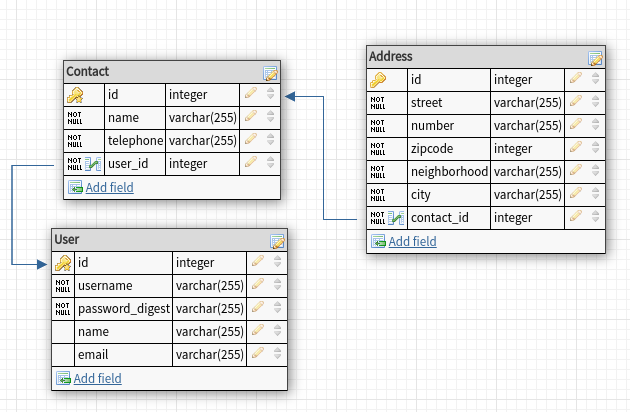 Contact
id integer
NOT NULL name varchar(255)
NOT NULL telephone varchar(255)
NOT NULL user_id integer
Add field
Address
id integer
NOT NULL street varchar(255)
NOT NULL number varchar(255)
NOT NULL zipcode integer
NOT NULL neighborhood varchar(255)
NOT NULL city varchar(255)
NOT NULL contact_id integer
Add field
User
id integer
NOT NULL username varchar(255)
NOT NULL password_digest varchar(255)
name varchar(255)
email varchar(255)
Add field